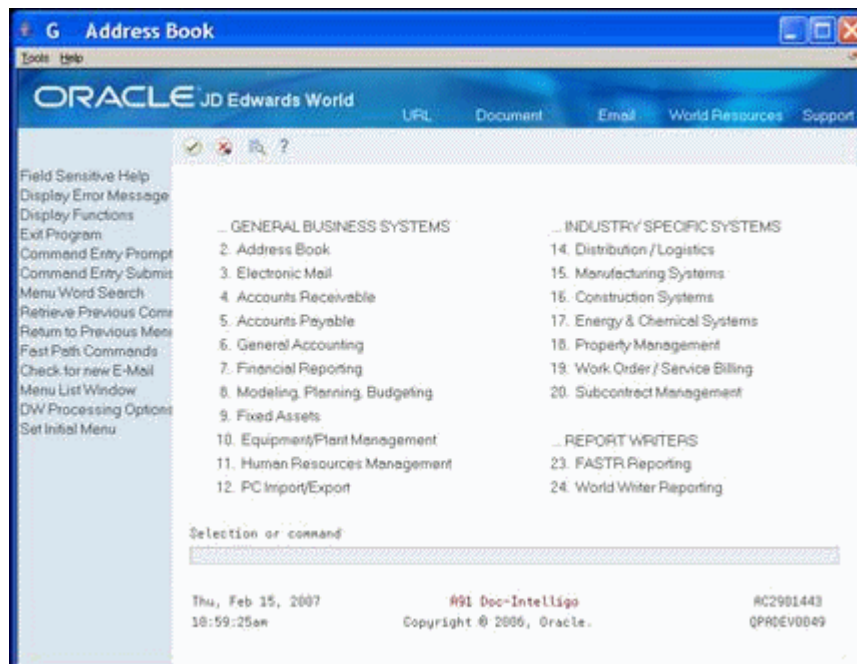 G Address Book
Tools Help
ORACLE JD Edwards World
URL Document Email World Resources Support
Field Sensitive Help
Display Error Message
Display Functions
Exit Program
Command Entry Prompt
Command Entry Submis
Menu Word Search
Retrieve Previous Com
Return to Previous Men
Fast Path Commands
Check for new E-Mail
Menu List Window
DW Processing Options
Set Initial Menu
... GENERAL BUSINESS SYSTEMS
2. Address Book
3. Electronic Mail
4. Accounts Receivable
5. Accounts Payable
6. General Accounting
7. Financial Reporting
8. Modeling, Planning, Budgeting
9. Fixed Assets
10. Equipment/Plant Management
11. Human Resources Management
12. PC Import/Export
... INDUSTRY SPECIFIC SYSTEMS
14. Distribution / Logistics
15. Manufacturing Systems
16. Construction Systems
17. Energy & Chemical Systems
18. Property Management
19. Work Order / Service Billing
20. Subcontract Management
... REPORT WRITERS
23. FASTR Reporting
24. World Writer Reporting
Selection or command
Thu, Feb 15, 2007 A91 Doc-Intelligo AC2901443
10:59:25am Copyright © 2006, Oracle. QPADEV0049